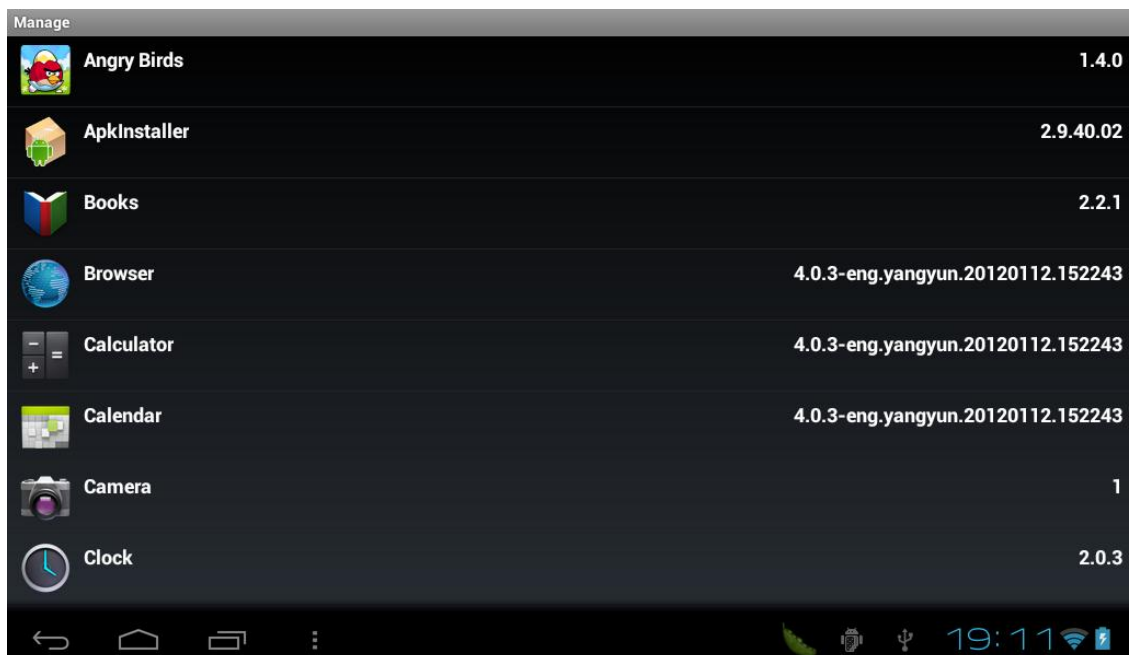 Manage
Angry Birds 1.4.0
ApkInstaller 2.9.40.02
Books 2.2.1
Browser 4.0.3-eng.yangyun.20120112.152243
Calculator 4.0.3-eng.yangyun.20120112.152243
Calendar 4.0.3-eng.yangyun.20120112.152243
Camera 1
Clock 2.0.3
19:11